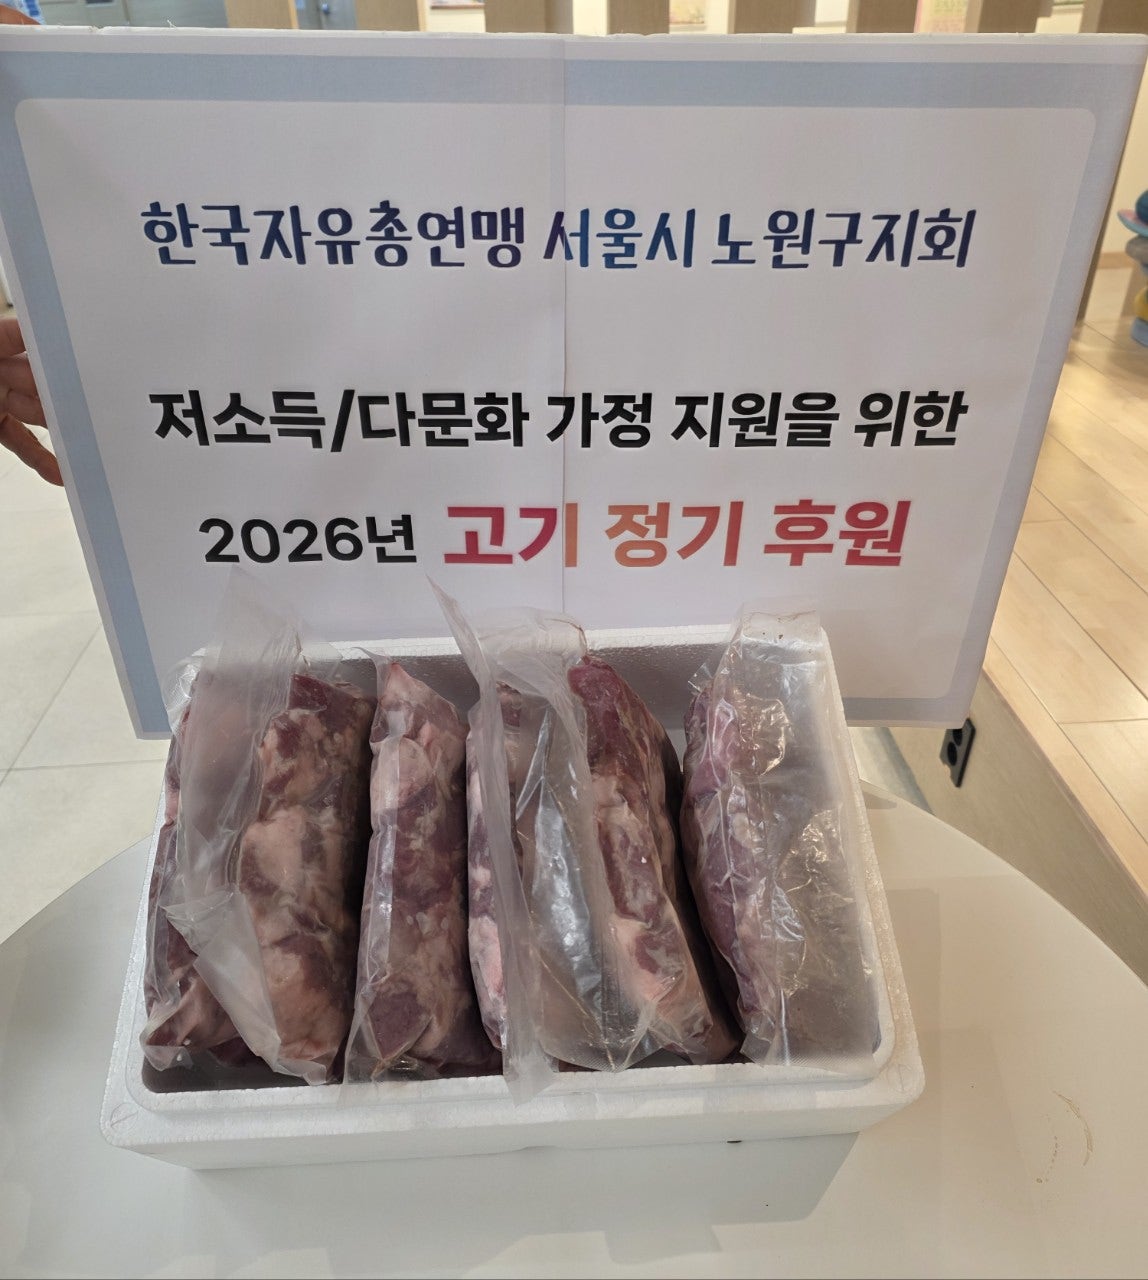 한국자유총연맹 서울시 노원구지회
저소득/다문화 가정 지원을 위한
2026년 고기 정기 후원